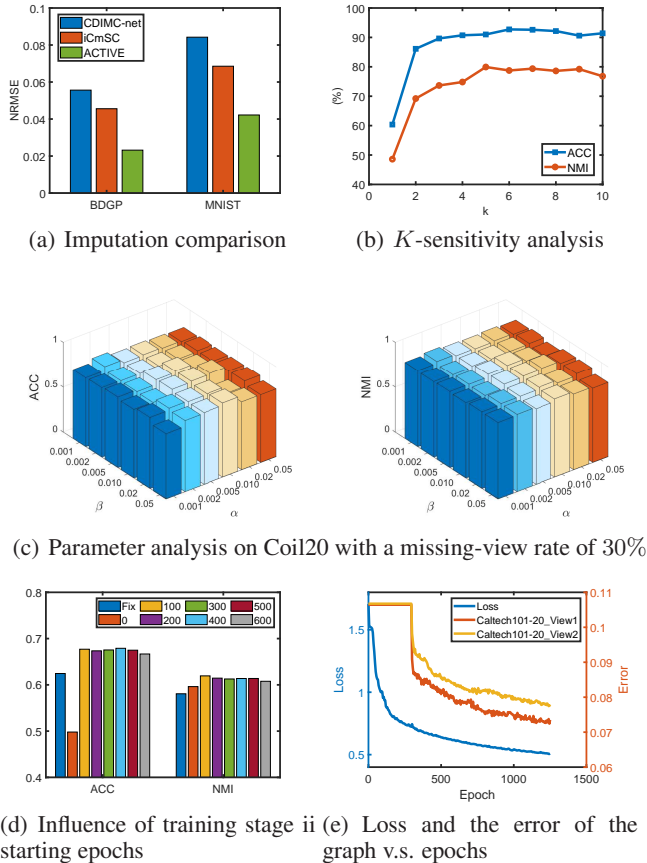 0.1
0.08
0.06
0.04
0.02
0
NRMSE
CDIMC-net
iCmSC
ACTIVE
BDGP
MNIST
(a) Imputation comparison
100
90
80
70
60
50
40
(%)
ACC
NMI
0 2 4 6 8 10
k
(b) K-sensitivity analysis
1
0.5
0
ACC
0.001
0.002
0.005
0.010
0.02
0.05
β
0.001
0.002
0.005
0.010
0.02
0.05
α
1
0.5
0
NMI
0.001
0.002
0.005
0.010
0.02
0.05
β
0.001
0.002
0.005
0.010
0.02
0.05
α
(c) Parameter analysis on Coil20 with a missing-view rate of 30%
0.8
0.7
0.6
0.5
0.4
Fix 100 300 500
0 200 400 600
ACC
NMI
(d) Influence of training stage ii starting epochs
1.5
1
0.5
Loss
Loss
Caltech101-20_View1
Caltech101-20_View2
0.11
0.1
0.09
0.08
0.07
0.06
Error
0 500 1000 1500
Epoch
(e) Loss and the error of the graph v.s. epochs